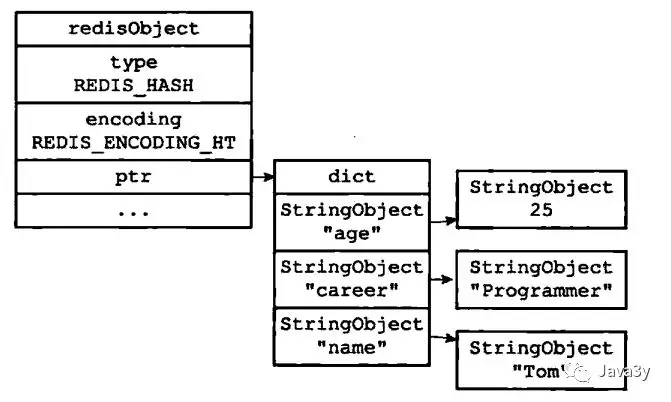 redisObject
type
REDIS_HASH
encoding
REDIS_ENCODING_HT
ptr
...
dict
StringObject
"age"
StringObject
"career"
StringObject
"name"
StringObject
25
StringObject
"Programmer"
StringObject
"Tom"
Java3y